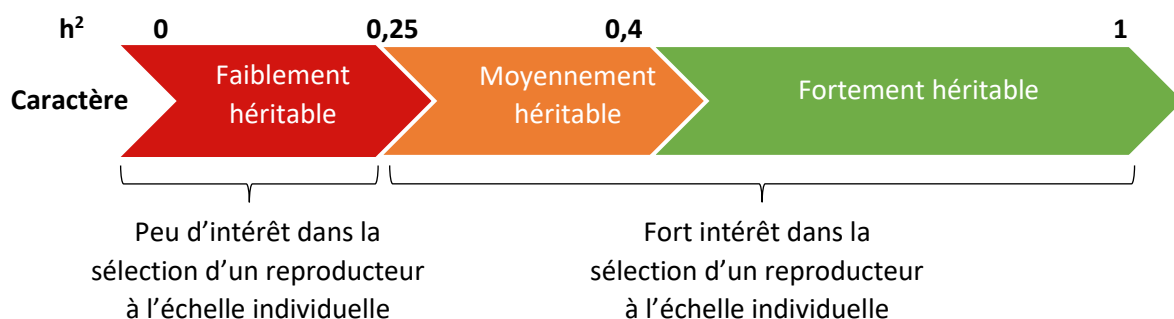 h² 0 0,25 0,4 1
Caractère
Faiblement
héritable
Moyennement
héritable
Fortement héritable
Peu d’intérêt dans la
sélection d’un reproducteur
à l’échelle individuelle
Fort intérêt dans la
sélection d’un reproducteur
à l’échelle individuelle